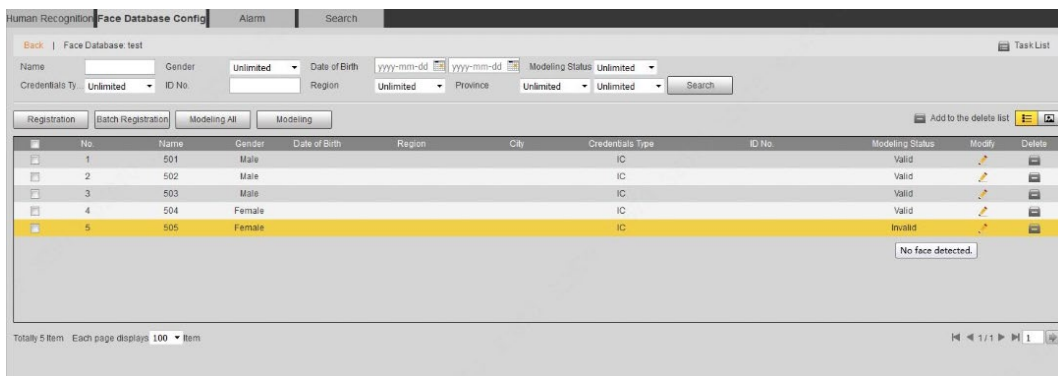 Human Recognition Face Database Config Alarm Search
Back | Face Database: test Task List
Name Gender Unlimited Date of Birth yyyy-mm-dd yyyy-mm-dd Modeling Status Unlimited
Credentials Ty... Unlimited ID No. Region Unlimited Province Unlimited Unlimited Search
Registration Batch Registration Modeling All Modeling Add to the delete list
No. Name Gender Date of Birth Region City Credentials Type ID No. Modeling Status Modify Delete
1 501 Male IC Valid
2 502 Male IC Valid
3 503 Male IC Valid
4 504 Female IC Valid
5 505 Female IC Invalid
No face detected.
Totally 5 Item Each page displays 100 Item 1/1 1